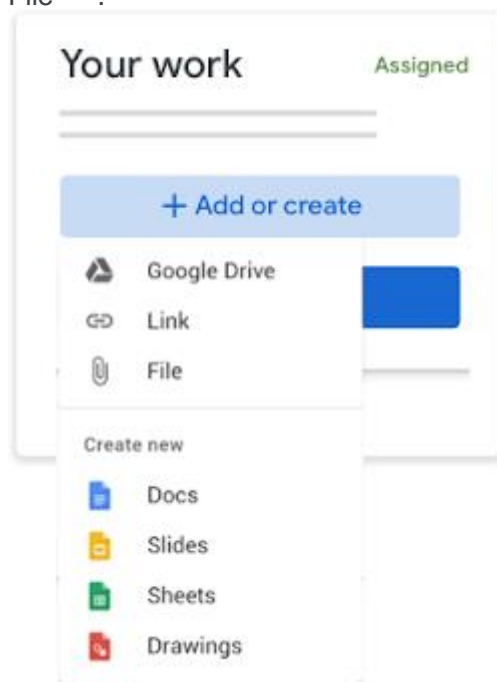 Your work
Assigned
+ Add or create
Google Drive
Link
File
Create new
Docs
Slides
Sheets
Drawings